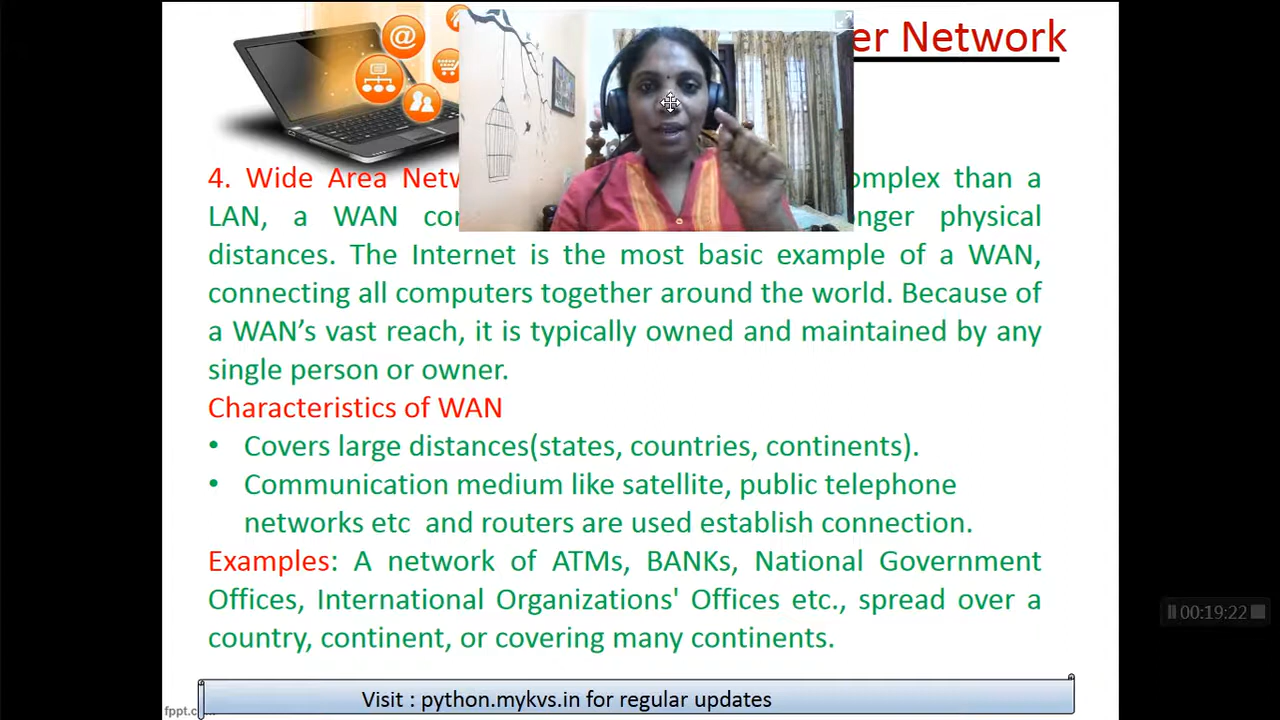 er Network
4. Wide Area Netw omplex than a
LAN, a WAN con onger physical
distances. The Internet is the most basic example of a WAN,
connecting all computers together around the world. Because of
a WAN's vast reach, it is typically owned and maintained by any
single person or owner.
Characteristics of WAN
• Covers large distances(states, countries, continents).
• Communication medium like satellite, public telephone
networks etc and routers are used establish connection.
Examples: A network of ATMs, BANKs, National Government
Offices, International Organizations' Offices etc., spread over a
country, continent, or covering many continents.
00:19:22
Visit : python.mykvs.in for regular updates
fppt.c